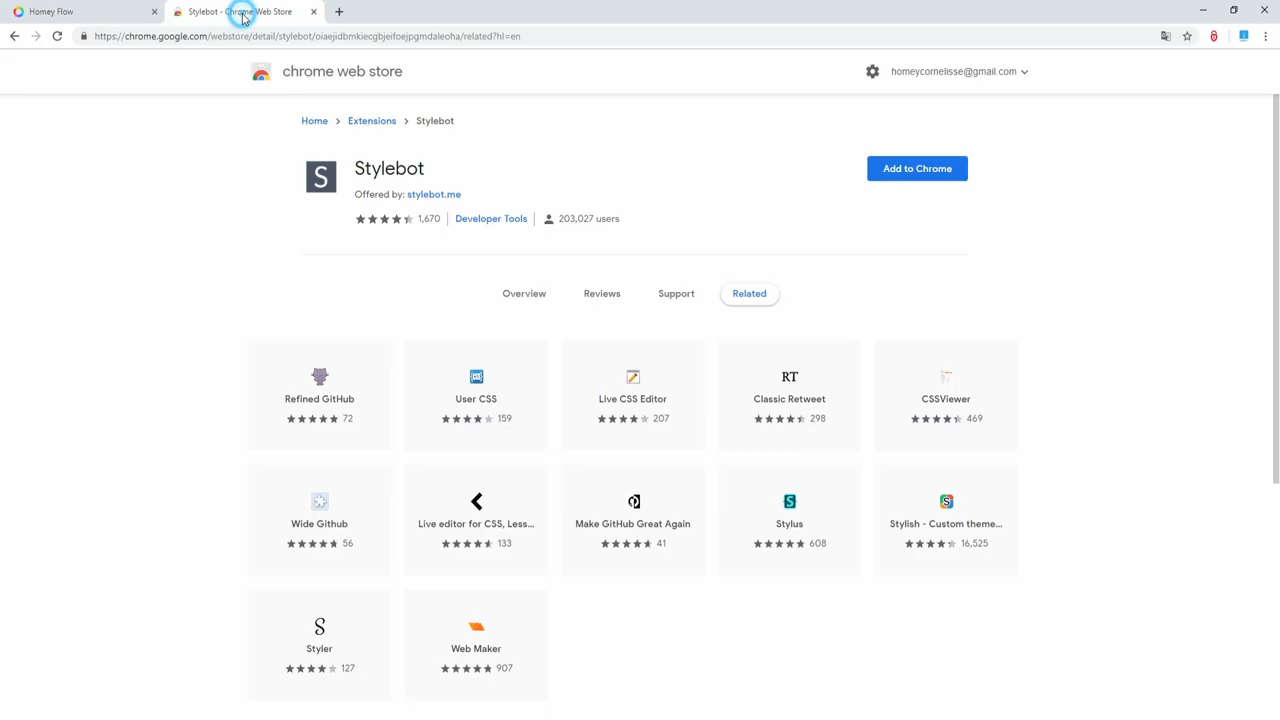 Homey Flow
Stylebot - Chrome Web Store
https://chrome.google.com/webstore/detail/stylebot/oiaejidbmkiecgbjeifoejpgmdaleoha/related?hl=en
chrome web store
homeycornelisse@gmail.com
Home > Extensions > Stylebot
S
Stylebot
Add to Chrome
Offered by: stylebot.me
1,670
Developer Tools
203,027 users
Overview
Reviews
Support
Related
Refined GitHub
72
User CSS
159
Live CSS Editor
207
RT
Classic Retweet
298
CSSViewer
469
Wide Github
56
Live editor for CSS, Less...
133
Make GitHub Great Again
41
S
Stylus
608
S
Stylish - Custom theme...
16,525
S
Styler
127
Web Maker
907